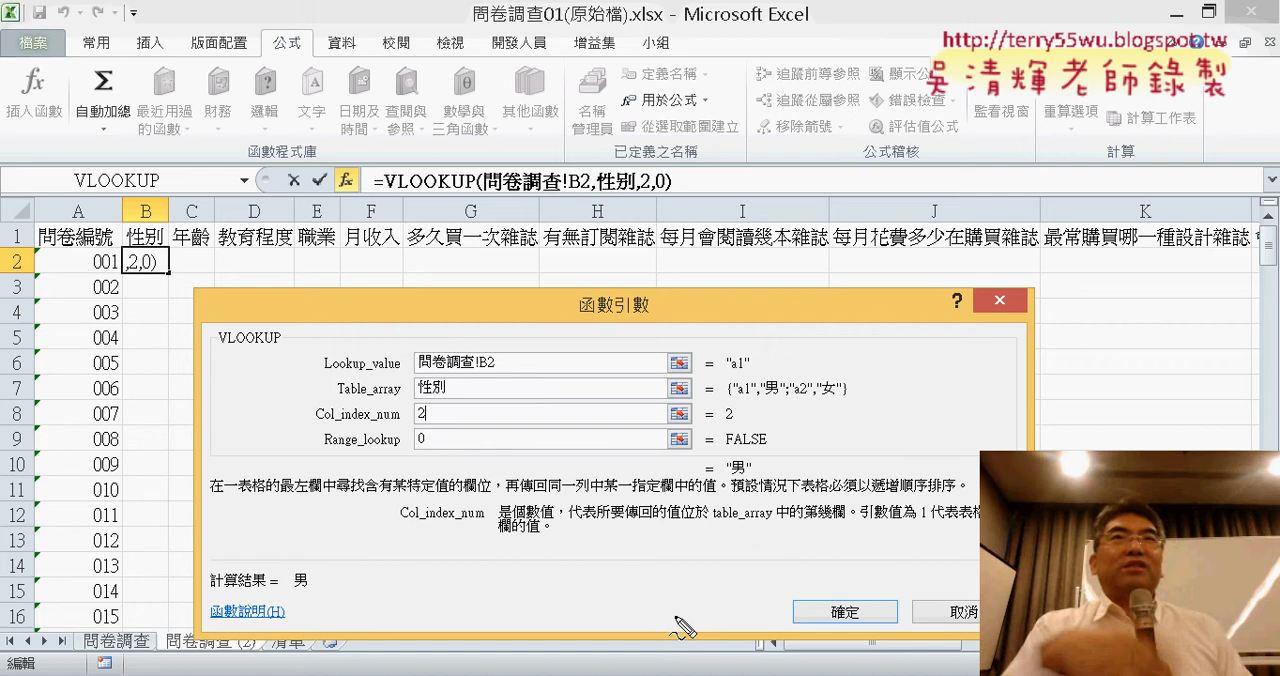 問卷調查01(原始檔).xlsx - Microsoft Excel
檔案 常用 插入 版面配置 公式 資料 校閱 檢視 開發人員 增益集 小組
http://terry55wu.blogspot.tw
吳清輝老師錄製
插入函數 自動加總 最近用過的函數 財務 邏輯 文字 日期及時間 查閱與參照 數學與三角函數 其他函數
名稱管理員 定義名稱 用於公式 從選取範圍建立
追蹤前導參照 追蹤從屬參照 移除箭號 顯示公 錯誤檢查 評估值公式 監看視窗
重算選項 計算工作表
函數程式庫 已定義之名稱 公式稽核 計算
VLOOKUP fx =VLOOKUP(問卷調查!B2,性別,2,0)
A B C D E F G H I J K
1 問卷編號 性別 年齡 教育程度 職業 月收入 多久買一次雜誌 有無訂閱雜誌 每月會閱讀幾本雜誌 每月花費多少在購買雜誌 最常購買哪一種設計雜誌
2 001 ,2,0)
3 002
4 003
5 004
6 005
7 006
8 007
9 008
10 009
11 010
12 011
13 012
14 013
15 014
16 015
函數引數
?
VLOOKUP
Lookup_value 問卷調查!B2 = "a1"
Table_array 性別 = {"a1","男";"a2","女"}
Col_index_num 2 = 2
Range_lookup 0 = FALSE
= "男"
在一表格的最左欄中尋找含有某特定值的欄位，再傳回同一列中某一指定欄中的值。預設情況下表格必須以遞增順序排序。
Col_index_num 是個數值，代表所要傳回的值位於 table_array 中的第幾欄。引數值為 1 代表表格
欄的值。
計算結果 = 男
函數說明(H) 確定 取消
問卷調查 問卷調查 (2) 清單
編輯